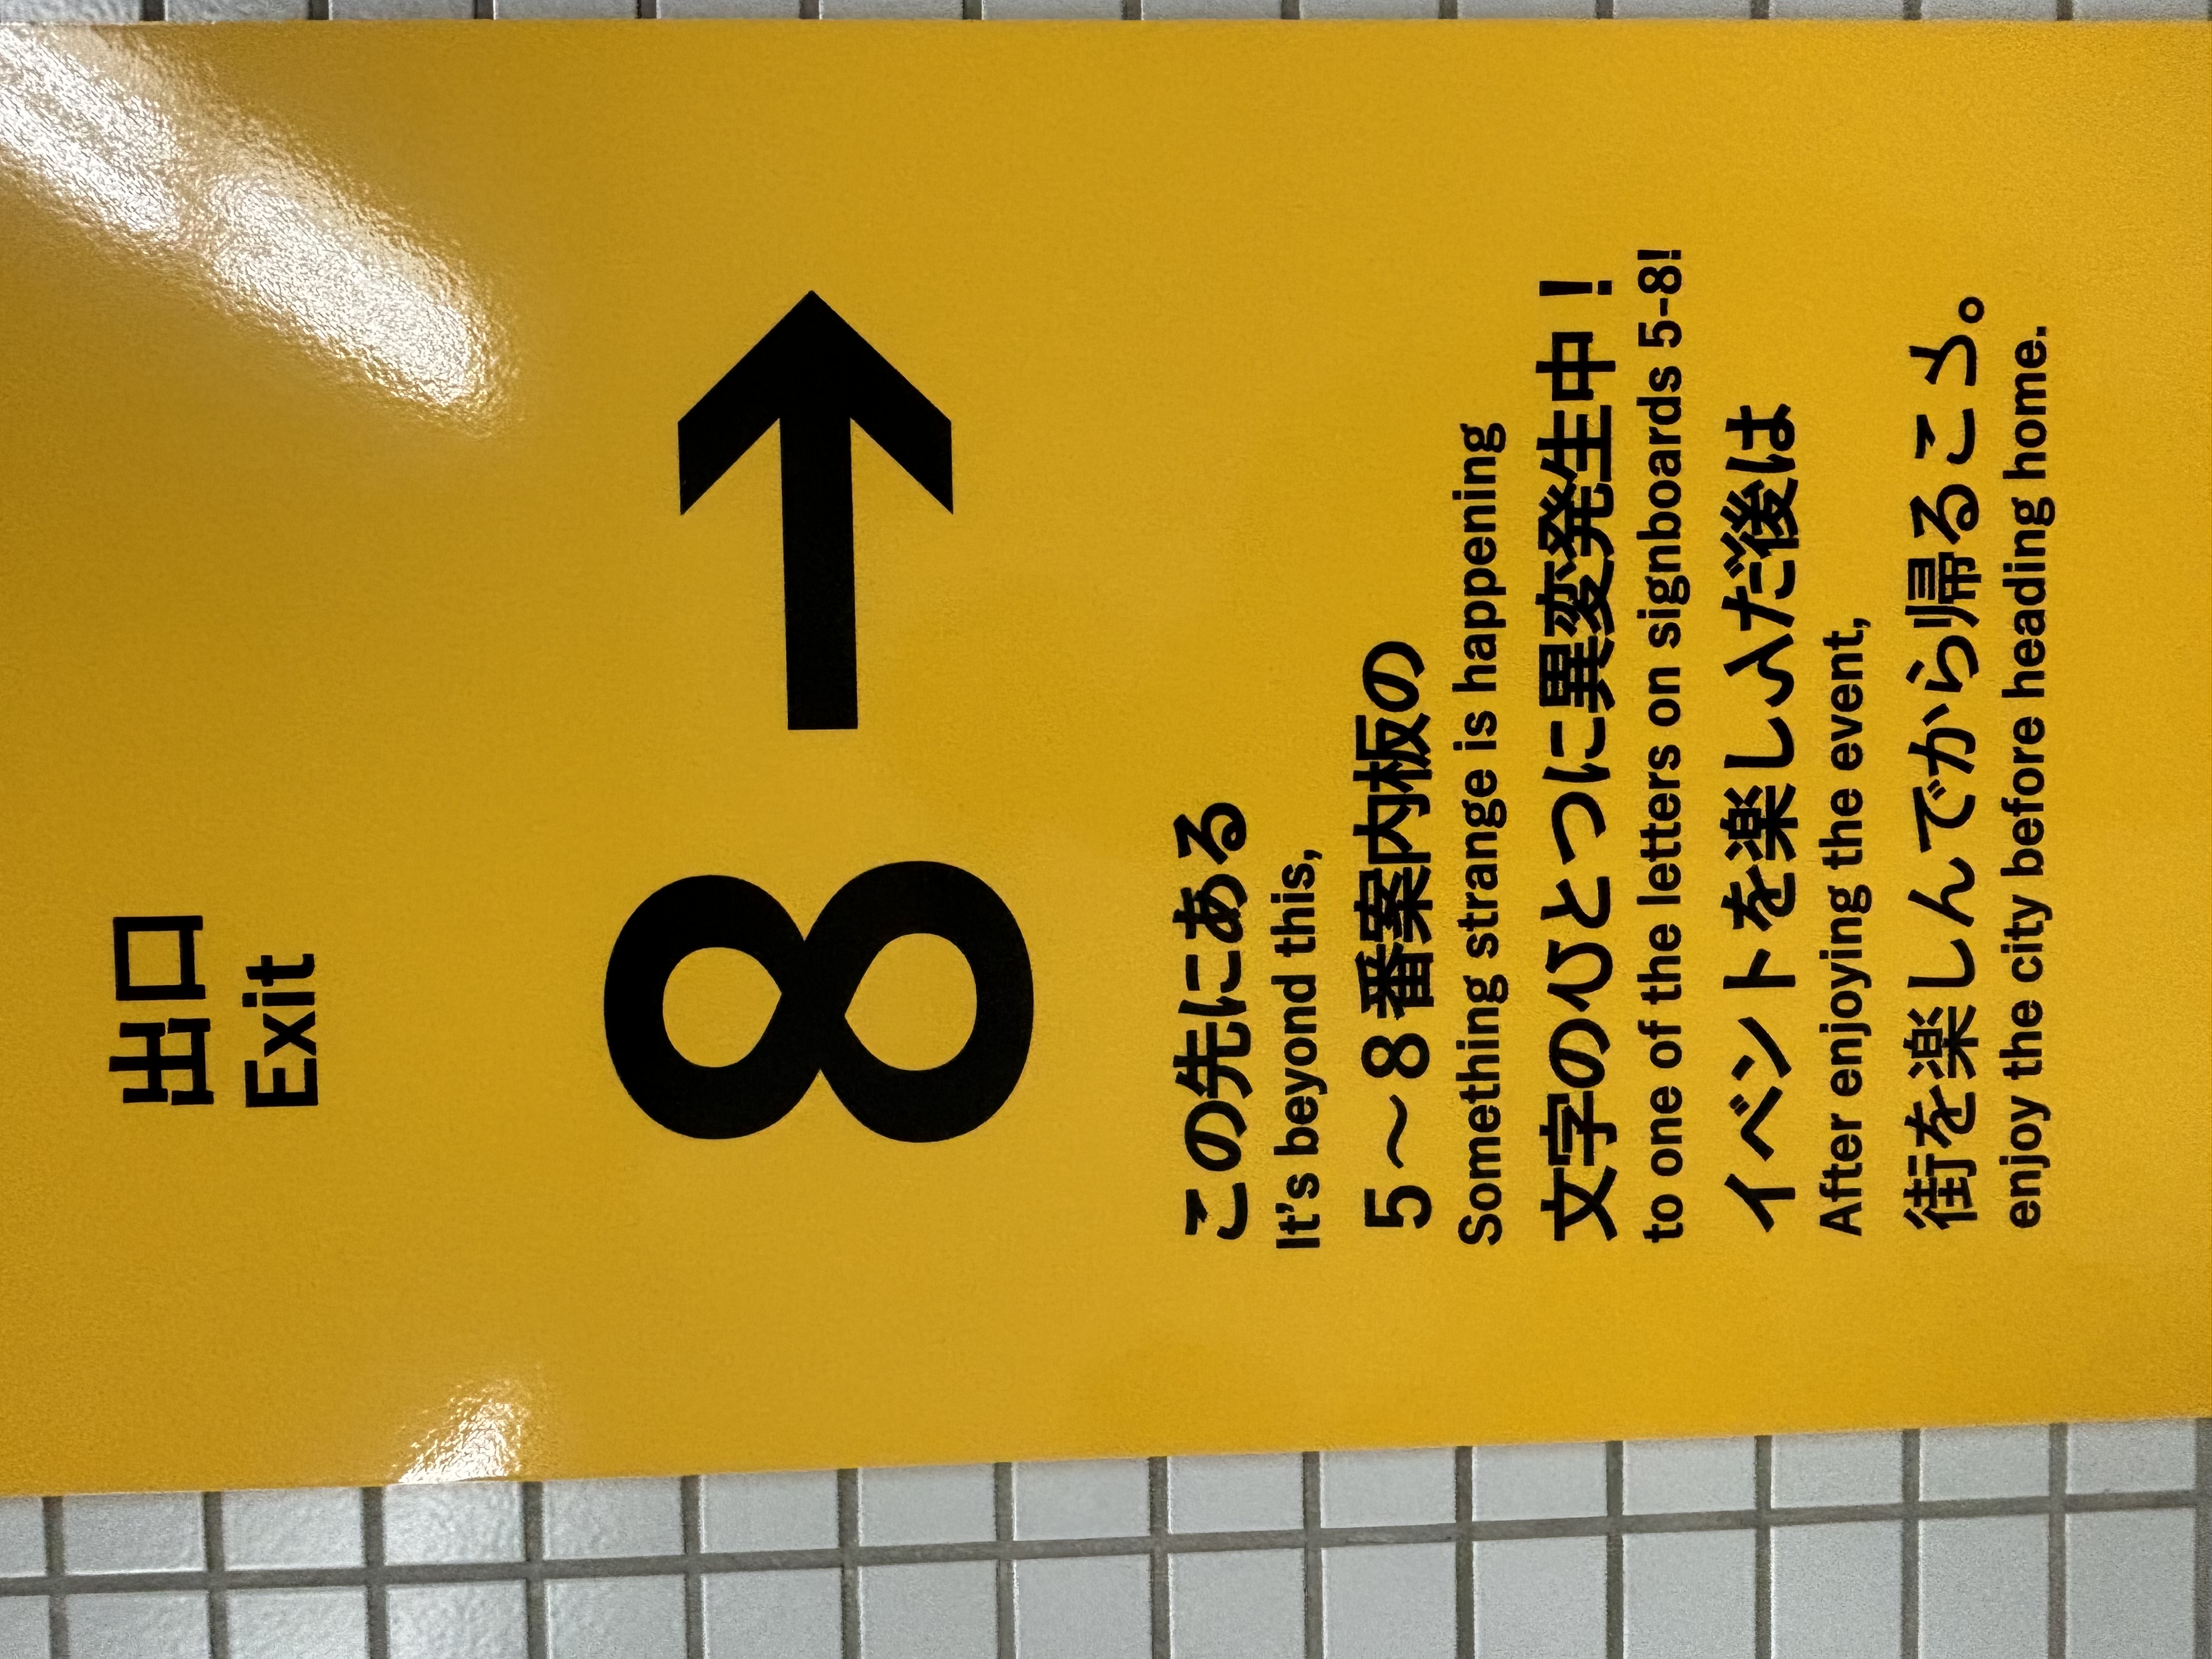 出口
Exit
8 →
この先にある
It's beyond this,
5〜8番案内板の
Something strange is happening
文字のひとつに異変発生中！
to one of the letters on signboards 5-8!
イベントを楽しんだ後は
After enjoying the event,
街を楽しんでから帰ること。
enjoy the city before heading home.